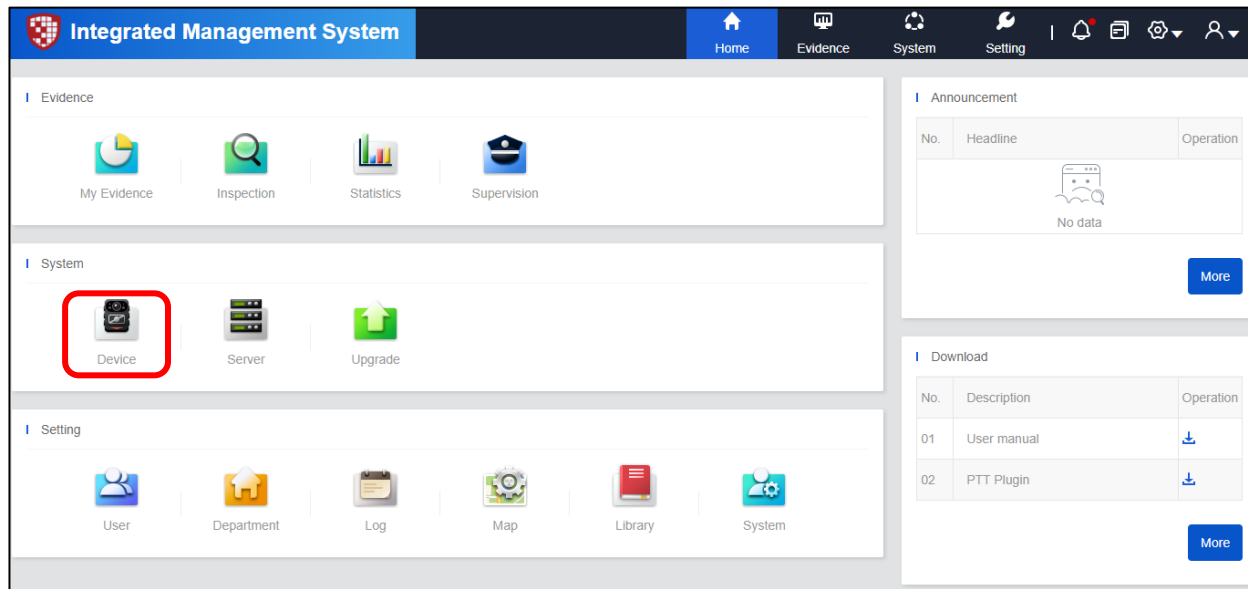 Integrated Management System
Home
Evidence
System
Setting
Evidence
My Evidence
Inspection
Statistics
Supervision
System
Device
Server
Upgrade
Setting
User
Department
Log
Map
Library
System
Announcement
No. Headline Operation
No data
More
Download
No. Description Operation
01 User manual
02 PTT Plugin
More